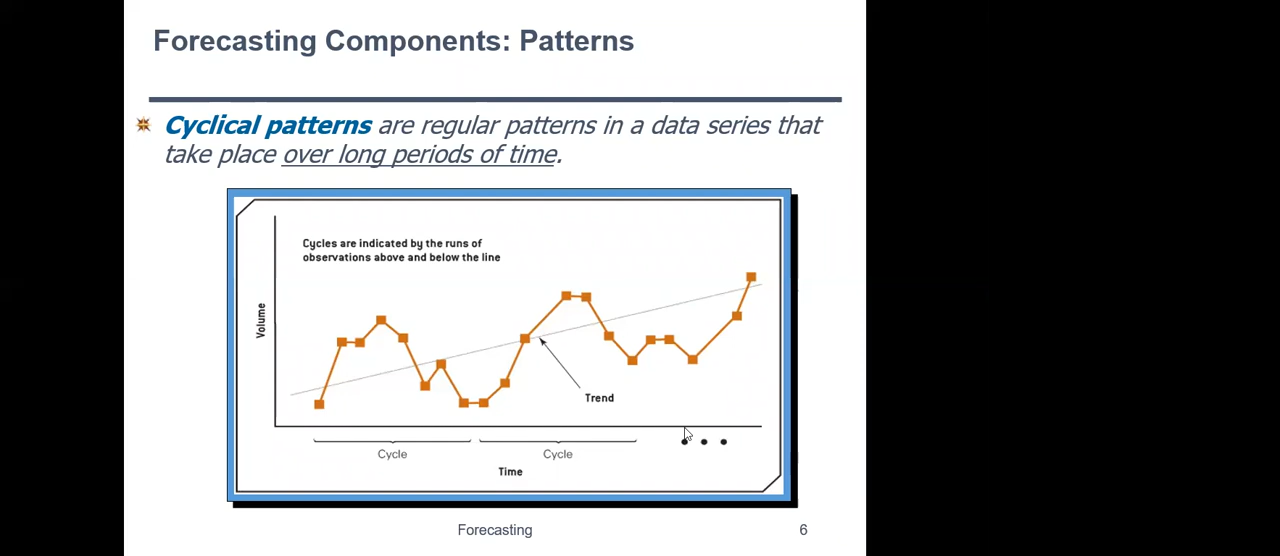 Forecasting Components: Patterns
Cyclical patterns are regular patterns in a data series that
take place over long periods of time.
Cycles are indicated by the runs of
observations above and below the line
Volume
Trend
Cycle
Cycle
Time
Forecasting
6